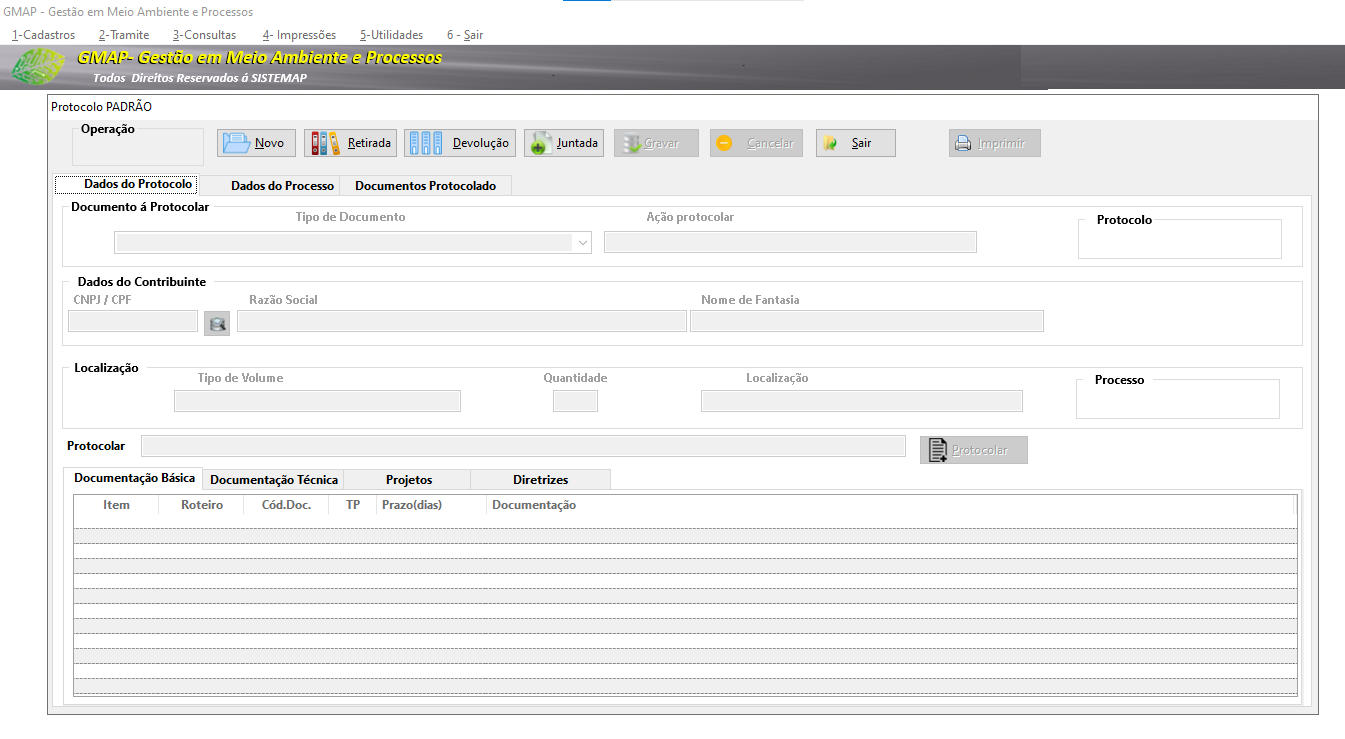 GMAP - Gestão em Meio Ambiente e Processos
1-Cadastros 2-Tramite 3-Consultas 4- Impressões 5-Utilidades 6 - Sair
GMAP- Gestão em Meio Ambiente e Processos
Todos Direitos Reservados á SISTEMAP
Protocolo PADRÃO
Operação
Novo Retirada Devolução Juntada Gravar Cancelar Sair Imprimir
Dados do Protocolo Dados do Processo Documentos Protocolado
Documento á Protocolar
Tipo de Documento Ação protocolar Protocolo
Dados do Contribuinte
CNPJ / CPF Razão Social Nome de Fantasia
Localização
Tipo de Volume Quantidade Localização Processo
Protocolar Protocolar
Documentação Básica Documentação Técnica Projetos Diretrizes
Item Roteiro Cód.Doc. TP Prazo(dias) Documentação